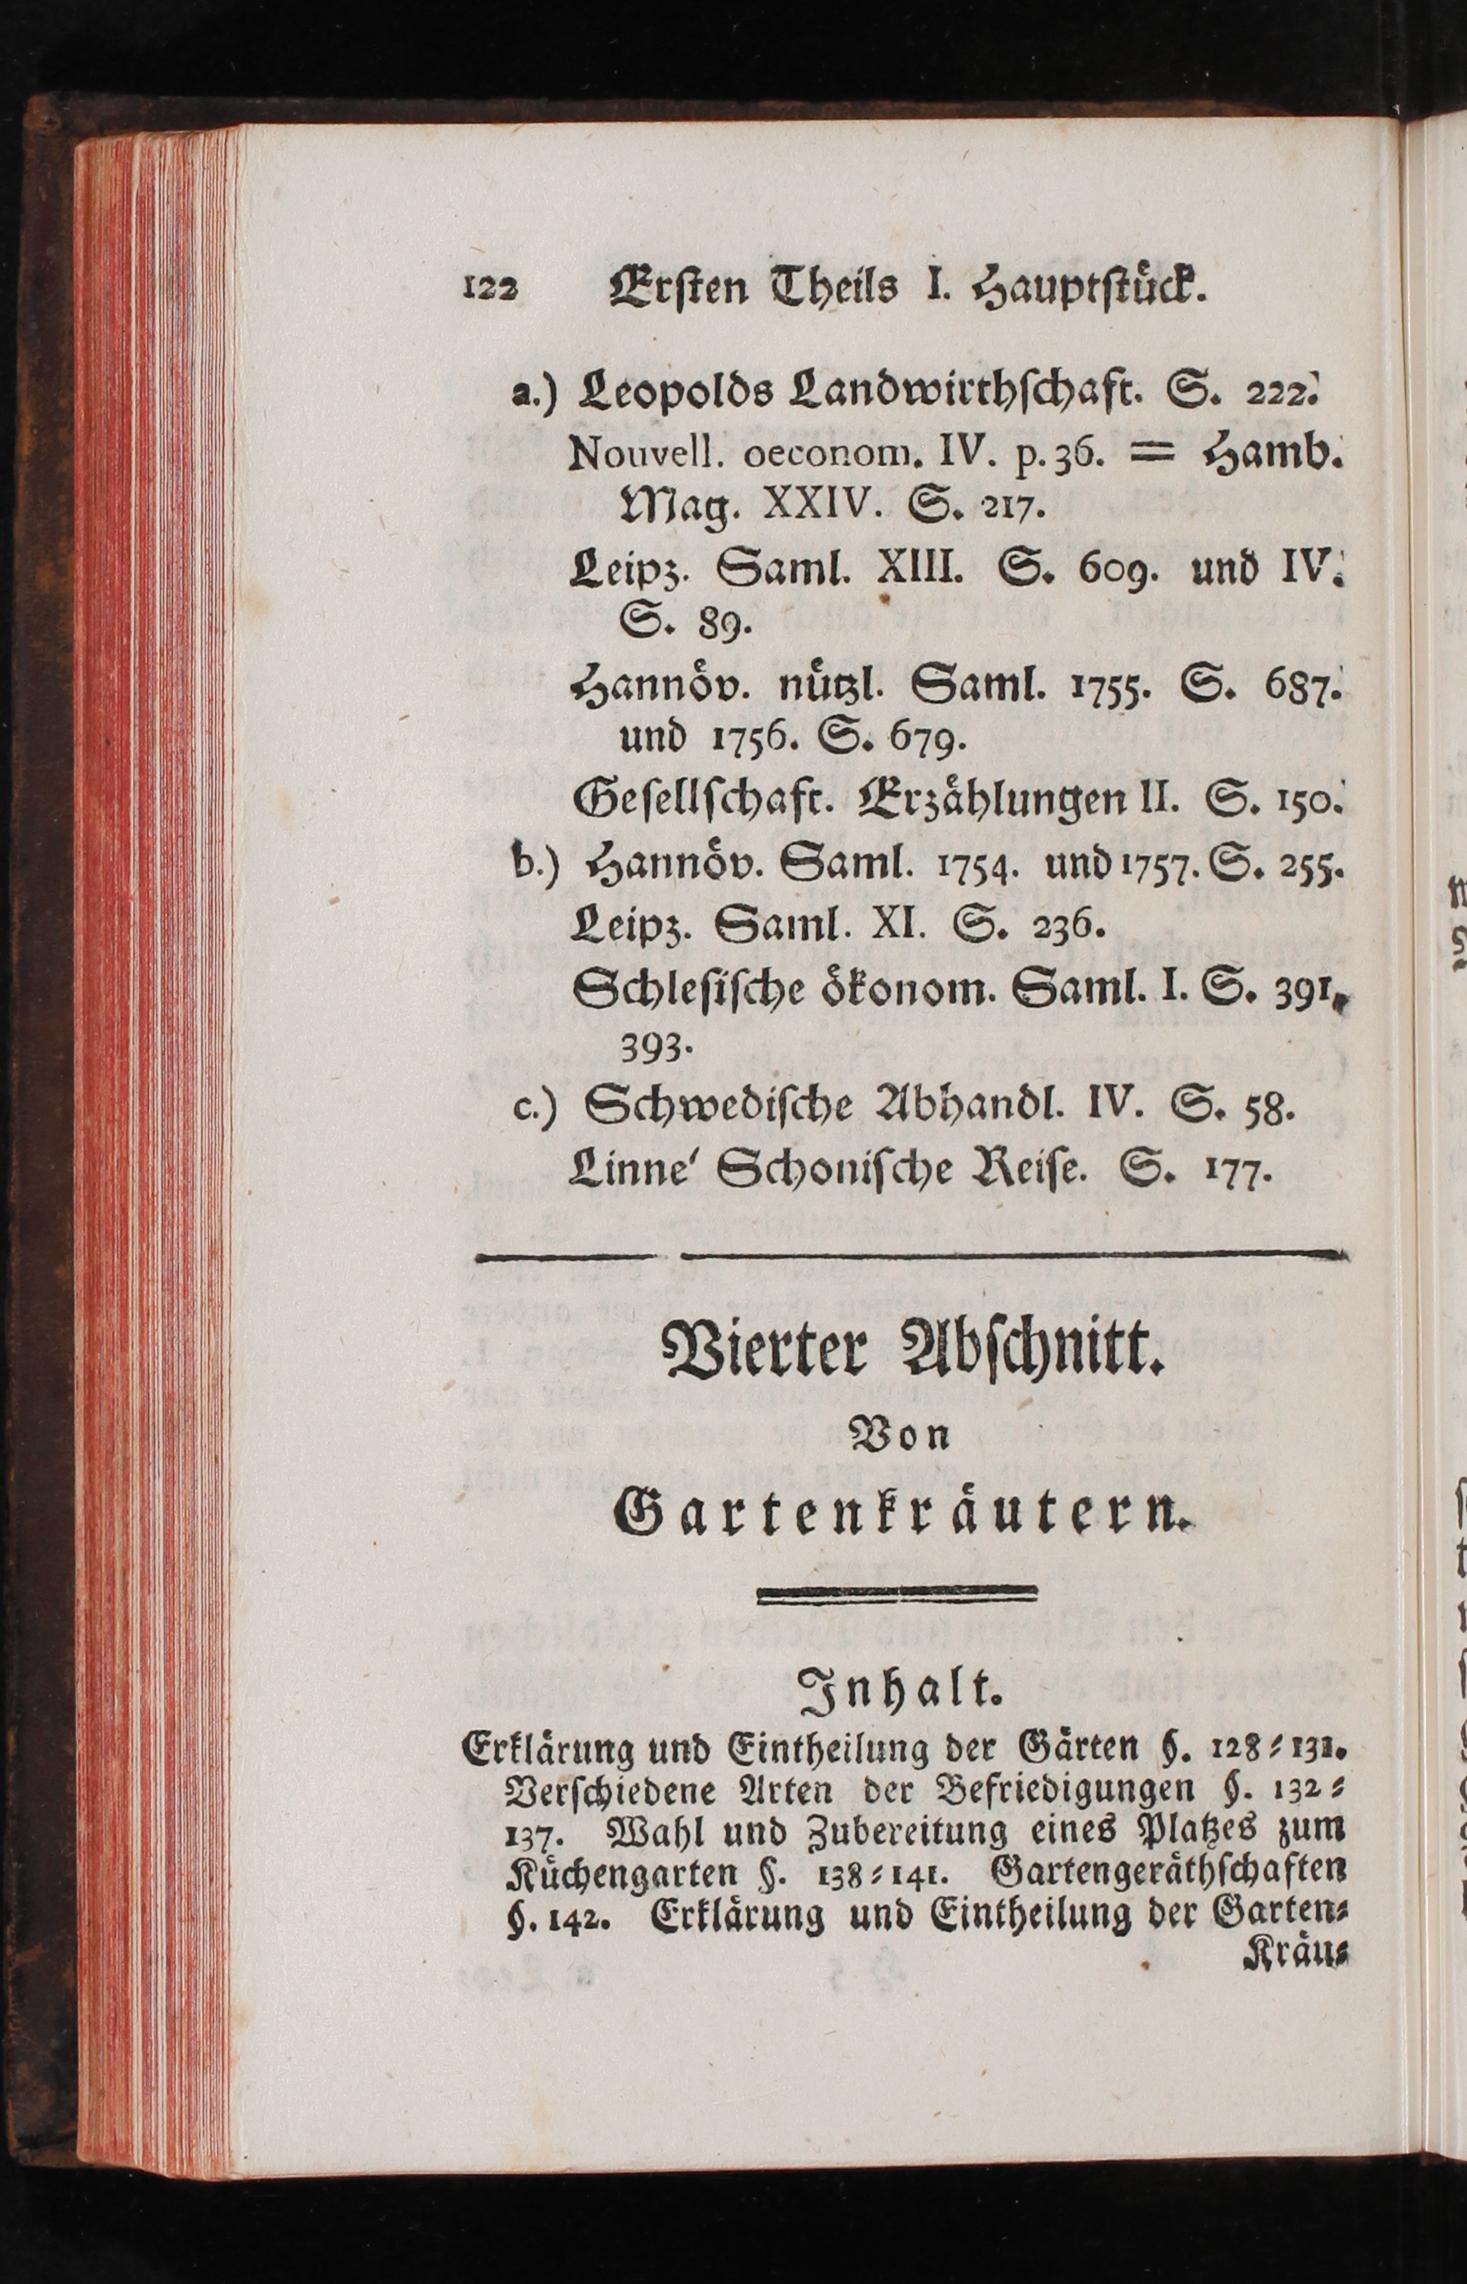 122 Erſten Theils I. Hauptſtück.
a.) Leopolds Landwirthſchaft. S. 222.
Nouvell. oeconom. IV. p. 36. = Hamb.
Mag. XXIV. S. 217.
Leipz. Saml. XIII. S. 609. und IV.
S. 89.
Hannöv. nützl. Saml. 1755. S. 687.
und 1756. S. 679.
Geſellſchaft. Erzählungen II. S. 150.
b.) Hannöv. Saml. 1754. und 1757. S. 255.
Leipz. Saml. XI. S. 236.
Schleſiſche ökonom. Saml. I. S. 391,
393.
c.) Schwediſche Abhandl. IV. S. 58.
Linne' Schoniſche Reiſe. S. 177.
Vierter Abſchnitt.
Von
Gartenkräutern.
Inhalt.
Erklärung und Eintheilung der Gärten §. 128⸗131.
Verſchiedene Arten der Befriedigungen §. 132⸗
137. Wahl und Zubereitung eines Platzes zum
Küchengarten §. 138⸗141. Gartengeräthſchaften
§. 142. Erklärung und Eintheilung der Garten⸗
Kräu⸗